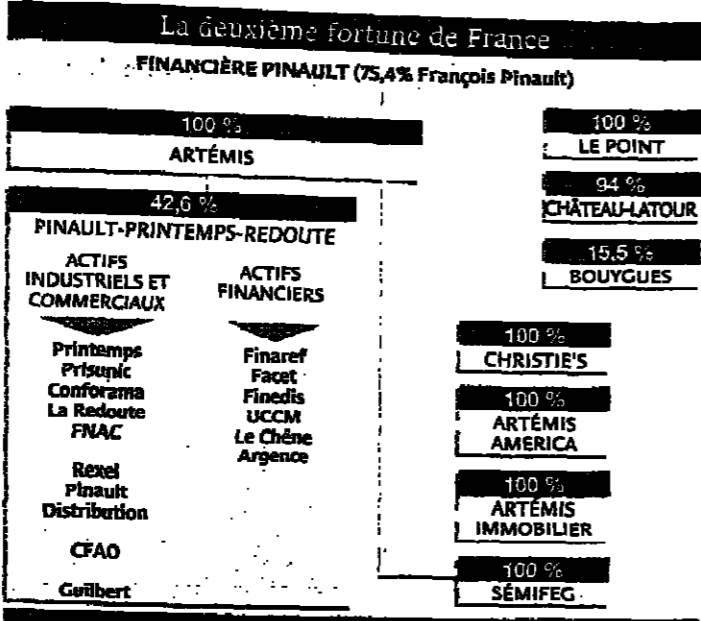 La deuxième fortune de France
FINANCIÈRE PINAULT (75,4% François Pinault)
100 %
ARTÉMIS
42,6 %
PINAULT-PRINTEMPS-REDOUTE
ACTIFS
INDUSTRIELS ET
COMMERCIAUX
Printemps
Prisunic
Conforama
La Redoute
FNAC
Rexel
Pinault
Distribution
CFAO
Guilbert
ACTIFS
FINANCIERS
Finaref
Facet
Finedis
UCCM
Le Chêne
Argence
100 %
LE POINT
94 %
CHÂTEAU-LATOUR
15.5 %
BOUYGUES
100 %
CHRISTIE'S
100 %
ARTÉMIS
AMERICA
100 %
ARTÉMIS
IMMOBILIER
100 %
SÉMIFEG